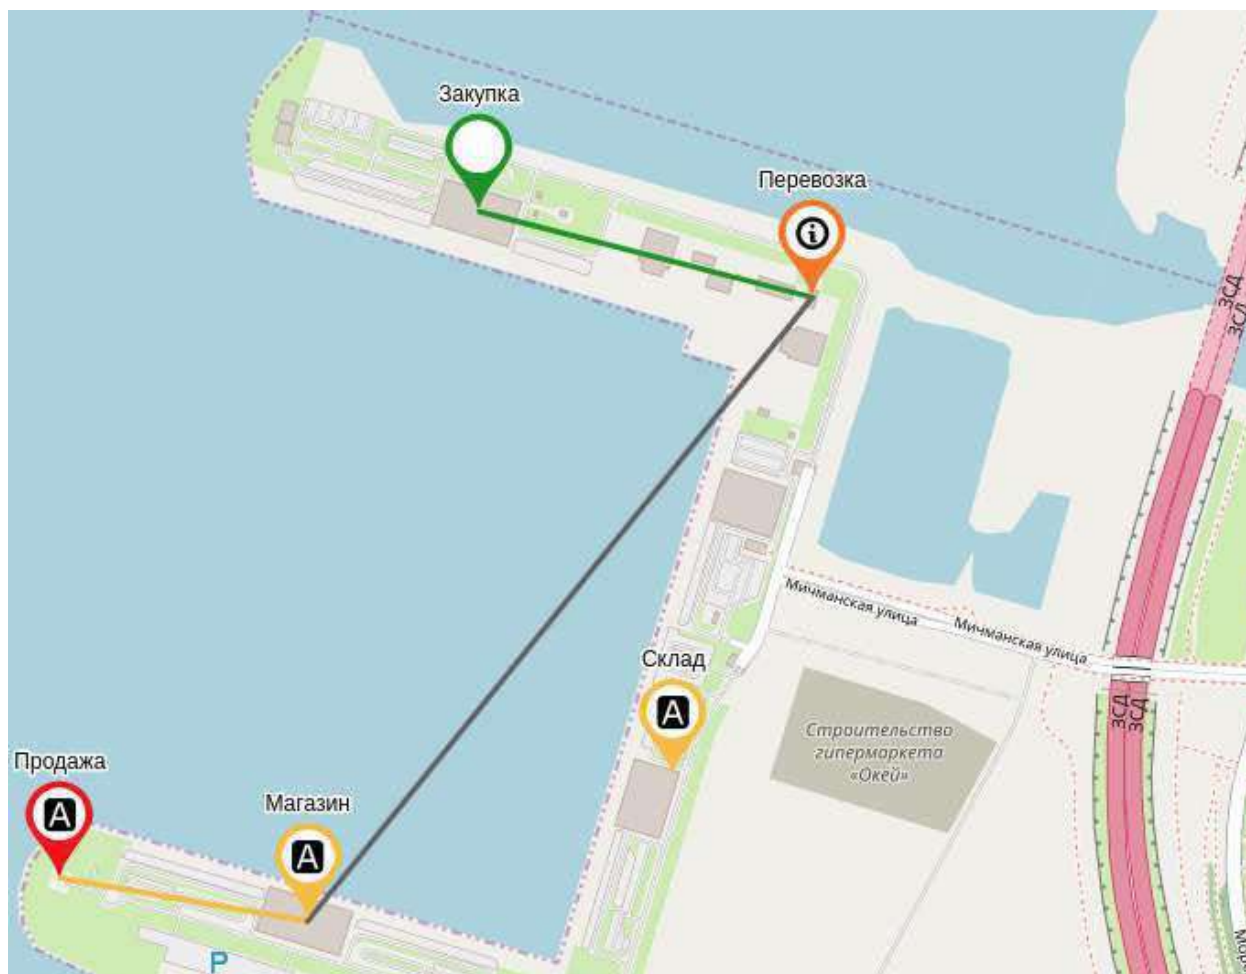 Закупка
Перевозка
i
ЗСД
ЗСД
Мичманская улица
Мичманская улица
Склад
A
ЗСД
ЗСД
Строительство
гипермаркета
«Окей»
Продажа
A
Магазин
A
P